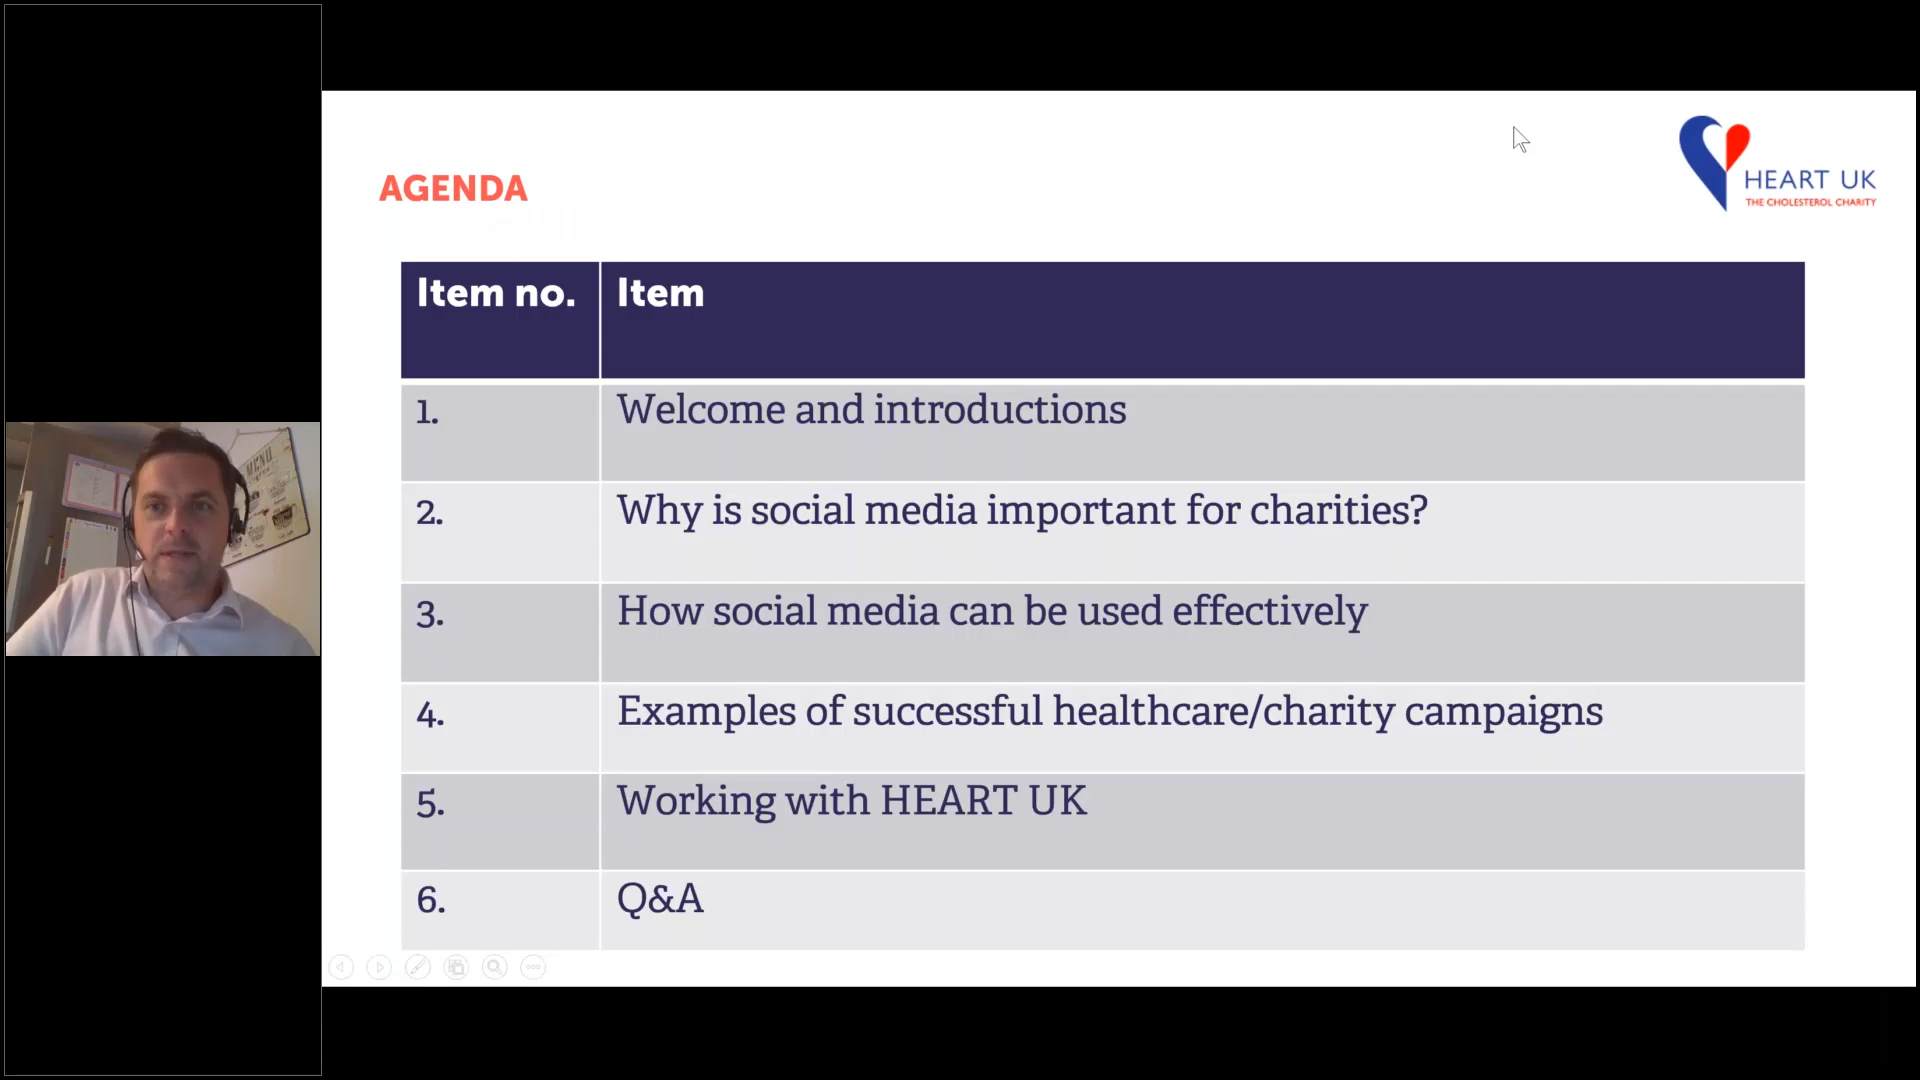 AGENDA
HEART UK
THE CHOLESTEROL CHARITY
Item no. Item
1. Welcome and introductions
2. Why is social media important for charities?
3. How social media can be used effectively
4. Examples of successful healthcare/charity campaigns
5. Working with HEART UK
6. Q&A
MENU